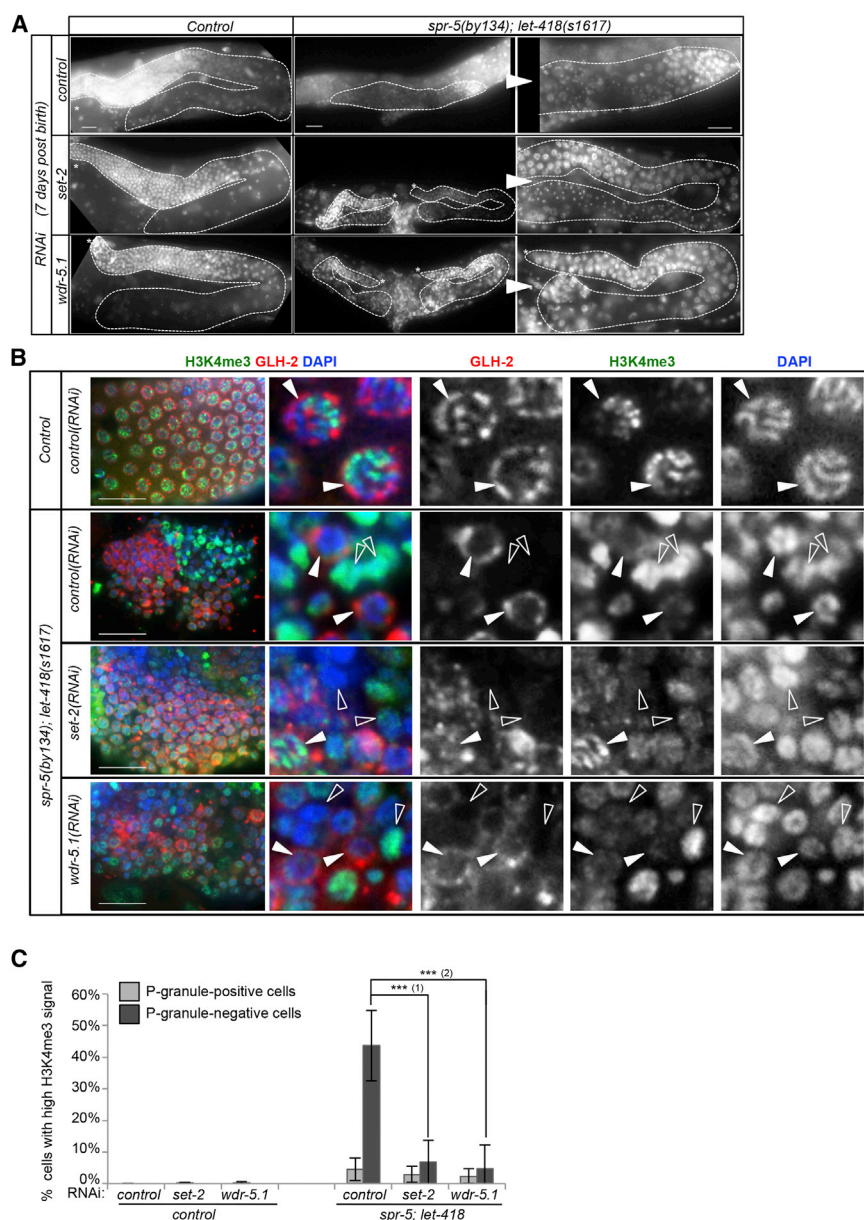 A
Control
spr-5(by134); let-418(s1617)
RNAi (7 days post birth)
control
set-2
wdr-5.1
*
*
*
*
*
*
*
*
B
H3K4me3 GLH-2 DAPI
GLH-2
H3K4me3
DAPI
Control
control(RNAi)
spr-5(by134); let-418(s1617)
control(RNAi)
set-2(RNAi)
wdr-5.1(RNAi)
C
% cells with high H3K4me3 signal
60%
50%
40%
30%
20%
10%
0%
P-granule-positive cells
P-granule-negative cells
*** (2)
*** (1)
RNAi: control set-2 wdr-5.1 control set-2 wdr-5.1
control spr-5; let-418